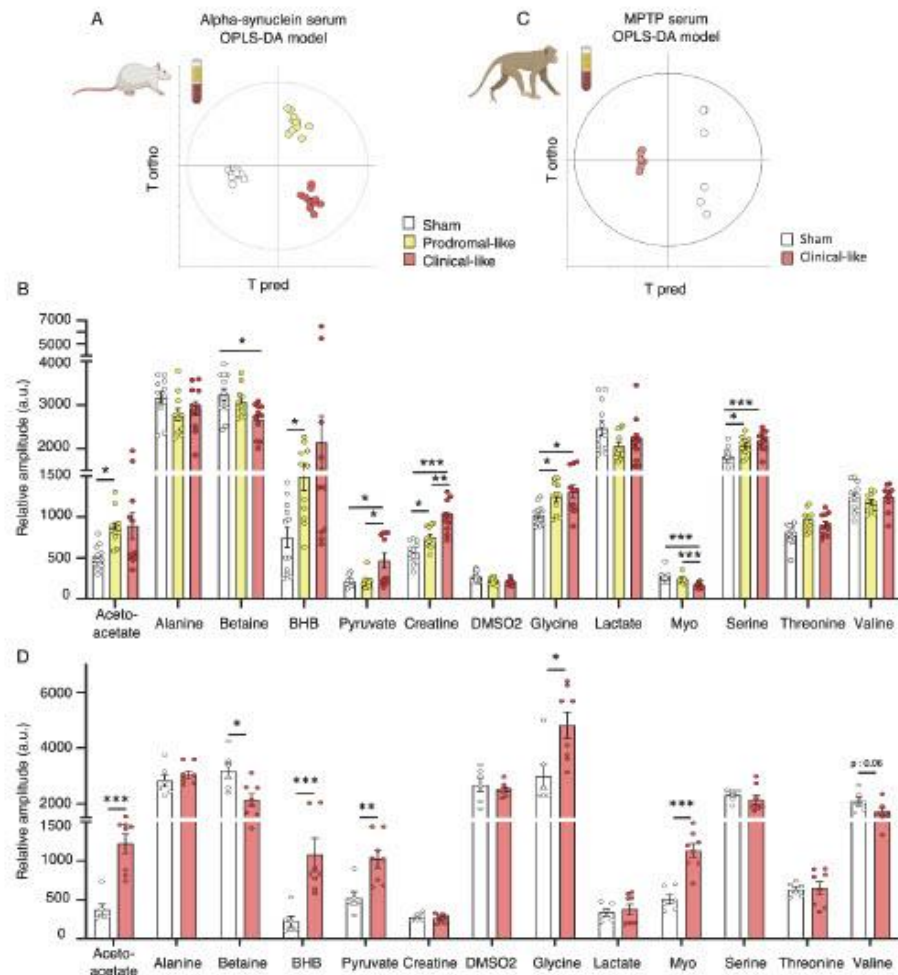 A
Alpha-synuclein serum
OPLS-DA model
T ortho
T pred
Sham
Prodromal-like
Clinical-like
C
MPTP serum
OPLS-DA model
T ortho
T pred
Sham
Clinical-like
B
Relative amplitude (a.u.)
7000
5000
4000
3000
2000
1500
1000
500
0
*
*
*
*
*
*
***
**
*
*
***
***
***
*
Aceto-
acetate
Alanine
Betaine
BHB
Pyruvate
Creatine
DMSO2
Glycine
Lactate
Myo
Serine
Threonine
Valine
D
Relative amplitude (a.u.)
6000
4000
2000
1500
1000
500
0
***
*
***
**
*
***
p : 0.06
Aceto-
acetate
Alanine
Betaine
BHB
Pyruvate
Creatine
DMSO2
Glycine
Lactate
Myo
Serine
Threonine
Valine